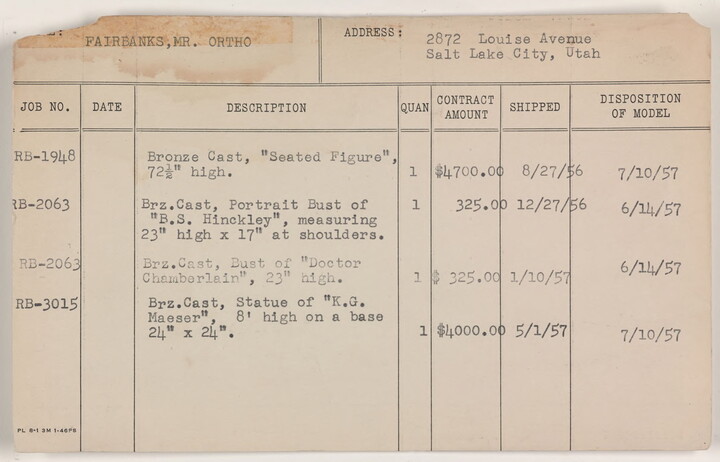 FAIRBANKS,MR. ORTHO
ADDRESS:
2872 Louise Avenue
Salt Lake City, Utah
JOB NO. DATE DESCRIPTION QUAN CONTRACT AMOUNT SHIPPED DISPOSITION OF MODEL
RB-1948 Bronze Cast, "Seated Figure",
72½" high. 1 $4700.00 8/27/56 7/10/57
RB-2063 Brz.Cast, Portrait Bust of 1 325.00 12/27/56 6/14/57
"B.S. Hinckley", measuring
23" high x 17" at shoulders.
RB-2063 Brz.Cast, Bust of "Doctor
Chamberlain", 23" high. 1 $ 325.00 1/10/57 6/14/57
RB-3015 Brz.Cast, Statue of "K.G.
Maeser", 8' high on a base
24" x 24". 1 $4000.00 5/1/57 7/10/57